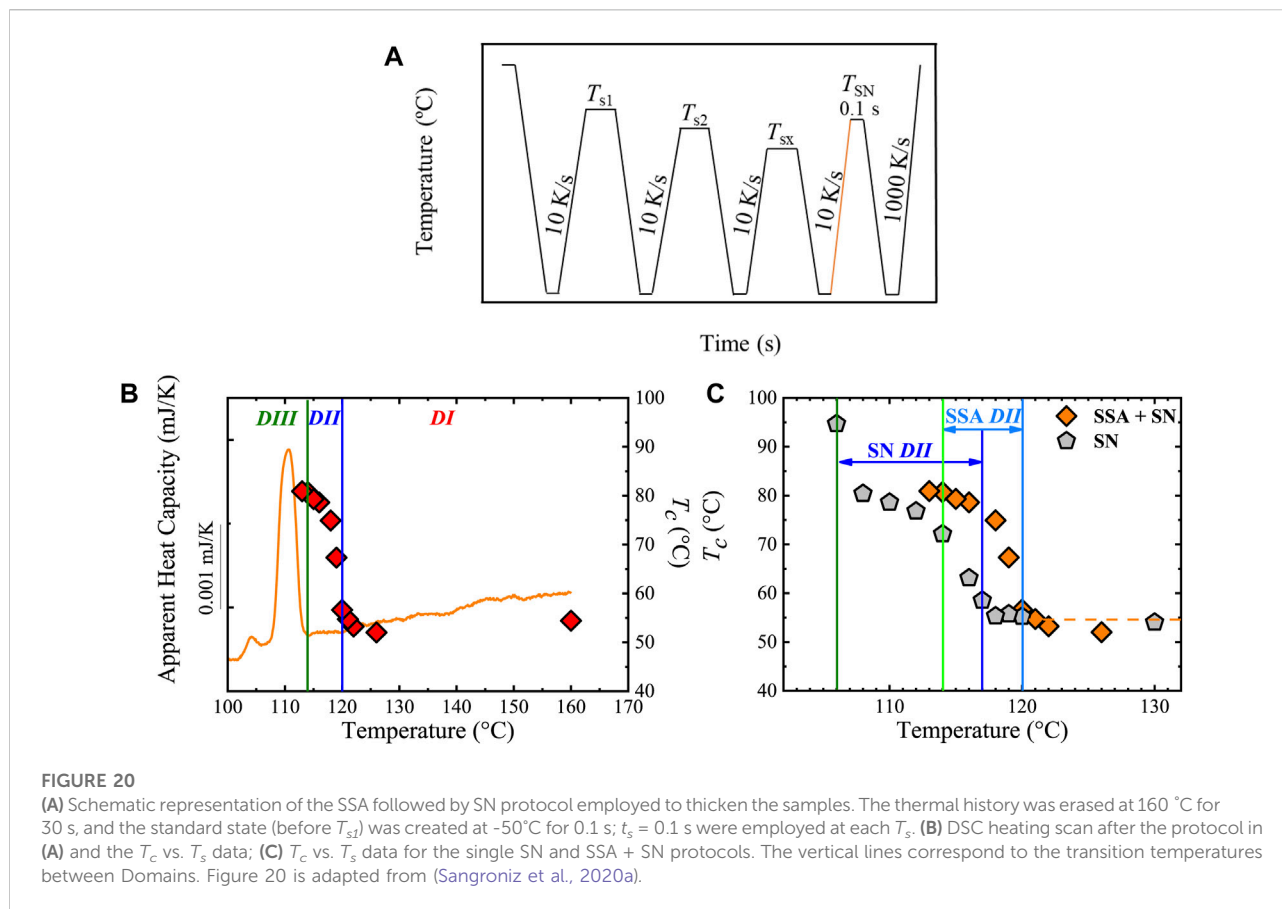 A
Temperature (ºC)
T_s1
T_s2
T_sx
T_SN
0.1 s
10 K/s
10 K/s
10 K/s
10 K/s
1000 K/s
Time (s)
B
Apparent Heat Capacity (mJ/K)
0.001 mJ/K
DIII
DII
DI
100
90
80
70
60
50
40
T_c (°C)
100 110 120 130 140 150 160 170
Temperature (°C)
C
T_c (°C)
100
90
80
70
60
50
40
SSA DII
SN DII
SSA + SN
SN
110 120 130
Temperature (°C)
FIGURE 20
(A) Schematic representation of the SSA followed by SN protocol employed to thicken the samples. The thermal history was erased at 160 ˚C for
30 s, and the standard state (before T_s1) was created at -50°C for 0.1 s; t_s = 0.1 s were employed at each T_s. (B) DSC heating scan after the protocol in
(A) and the T_c vs. T_s data; (C) T_c vs. T_s data for the single SN and SSA + SN protocols. The vertical lines correspond to the transition temperatures
between Domains. Figure 20 is adapted from (Sangroniz et al., 2020a).